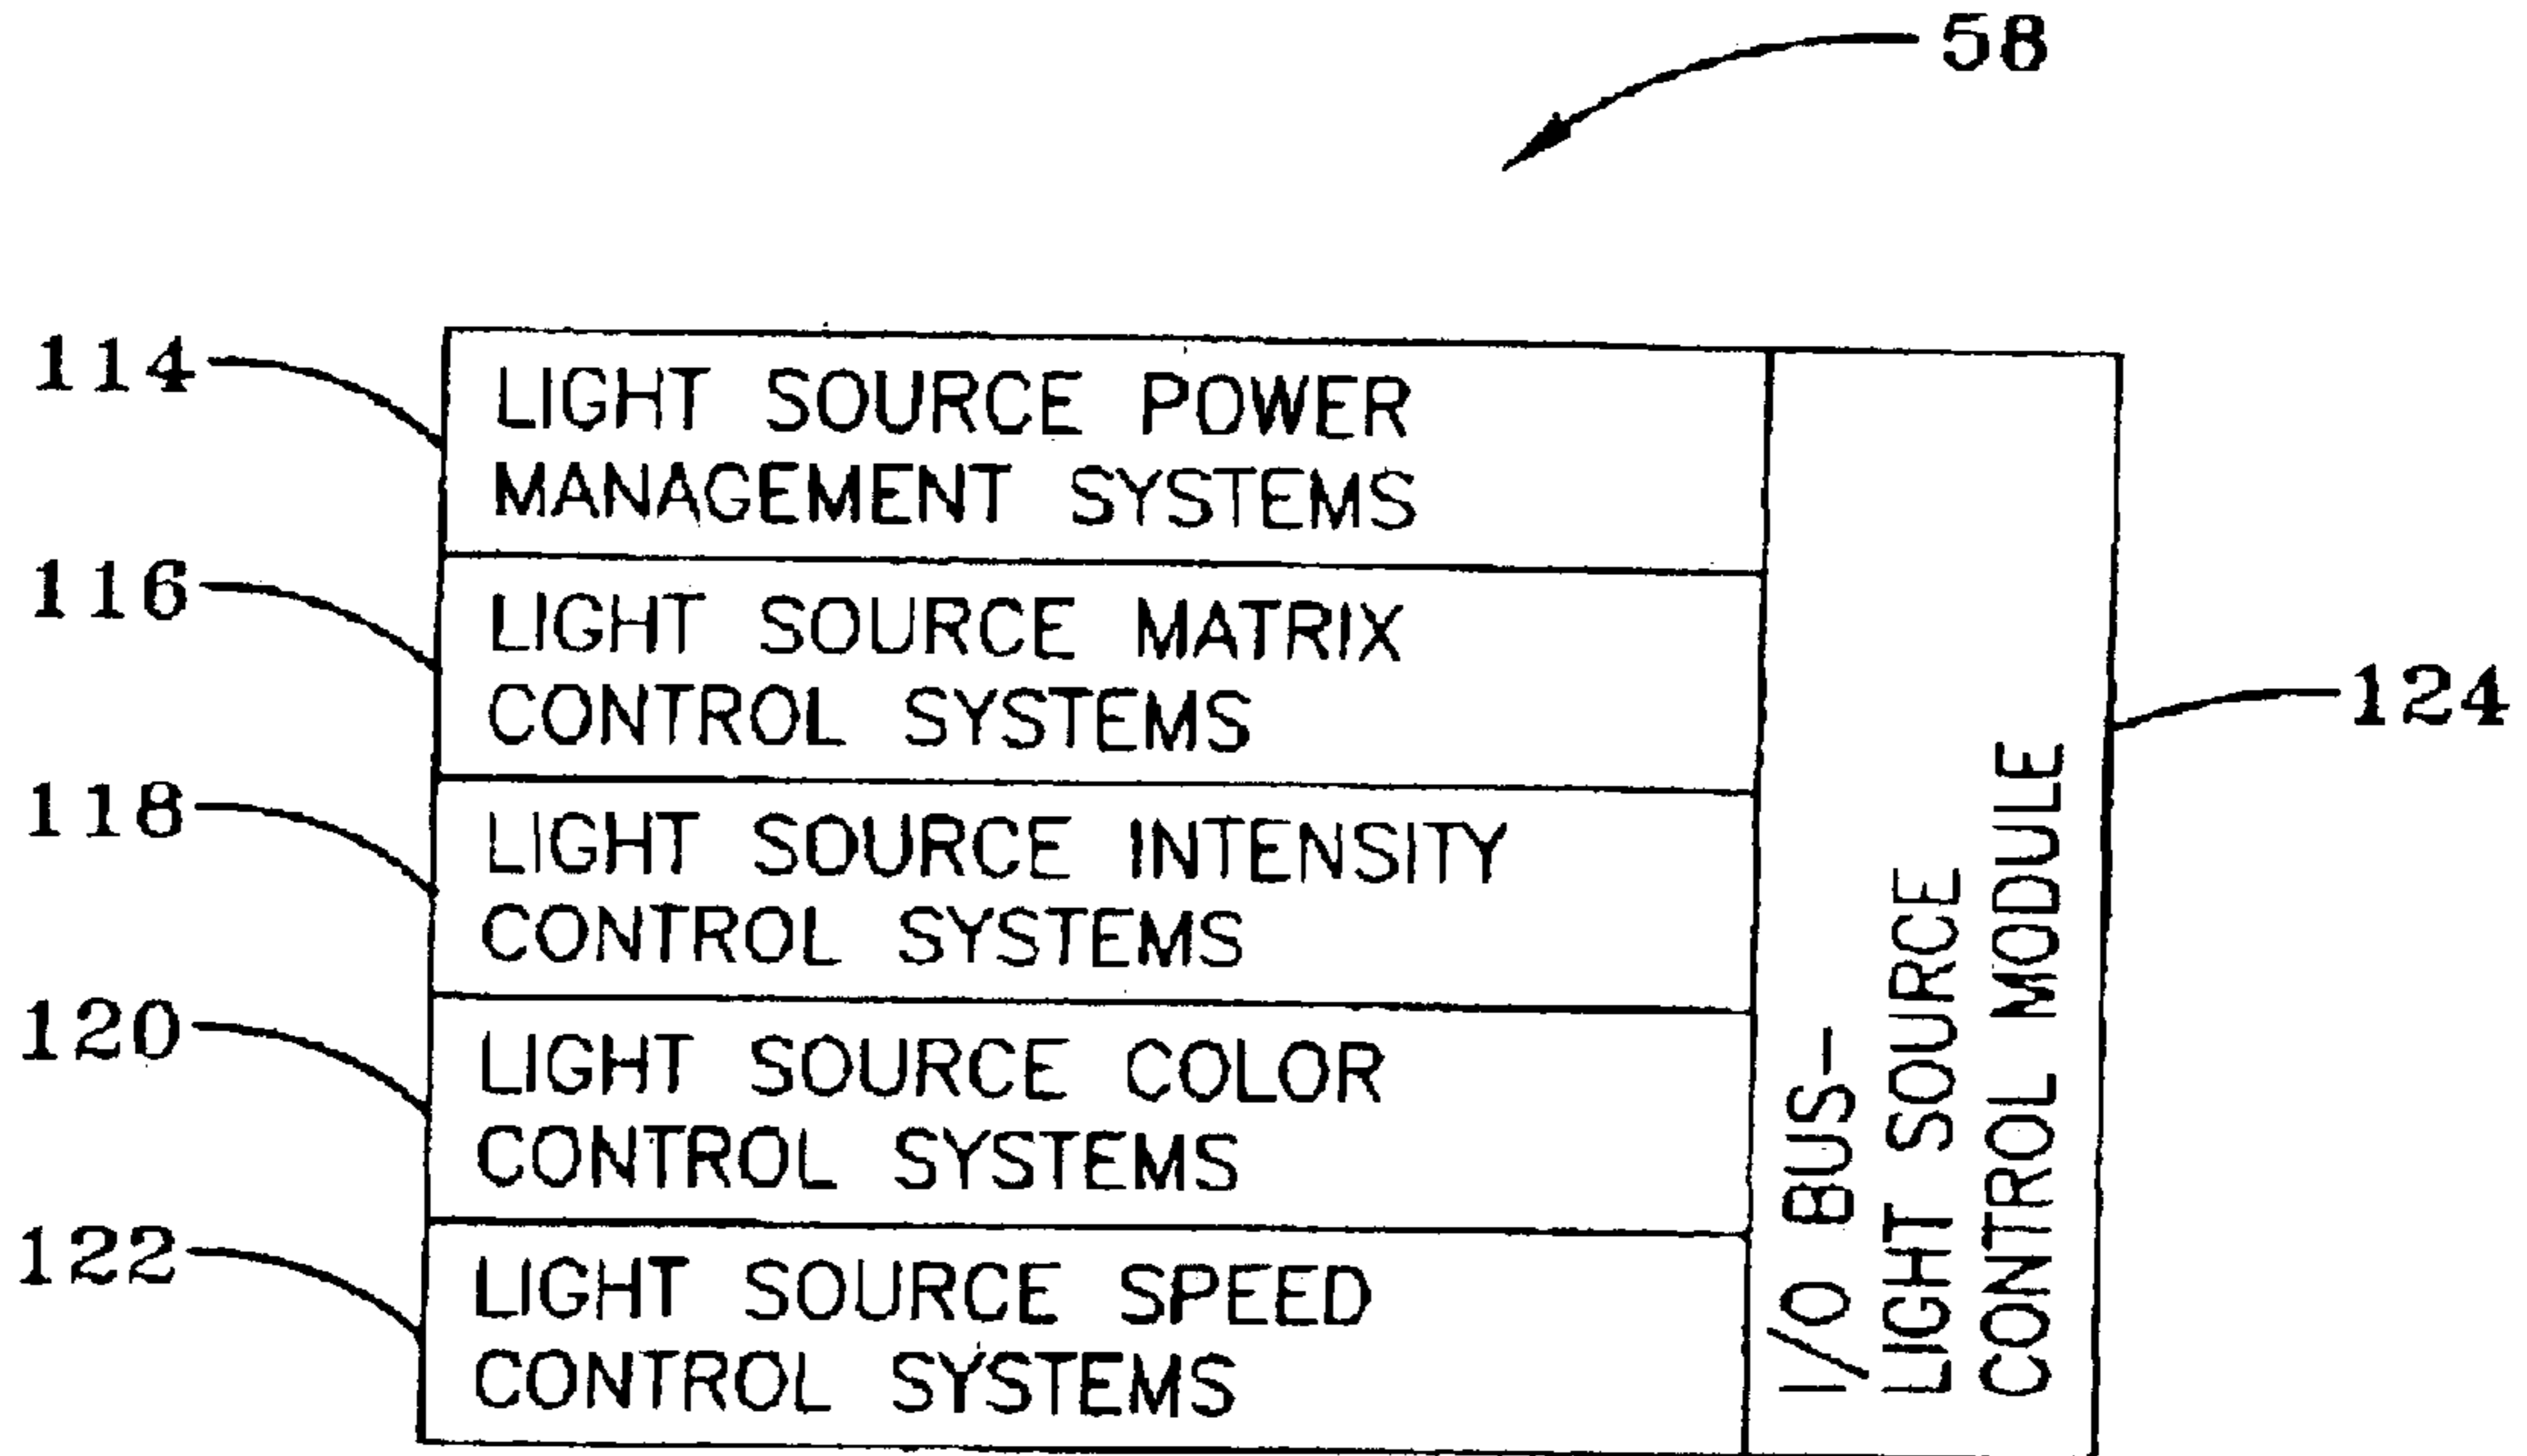 58
114
LIGHT SOURCE POWER
MANAGEMENT SYSTEMS
116
LIGHT SOURCE MATRIX
CONTROL SYSTEMS
118
LIGHT SOURCE INTENSITY
CONTROL SYSTEMS
120
LIGHT SOURCE COLOR
CONTROL SYSTEMS
122
LIGHT SOURCE SPEED
CONTROL SYSTEMS
I/O BUS-
LIGHT SOURCE
CONTROL MODULE
124